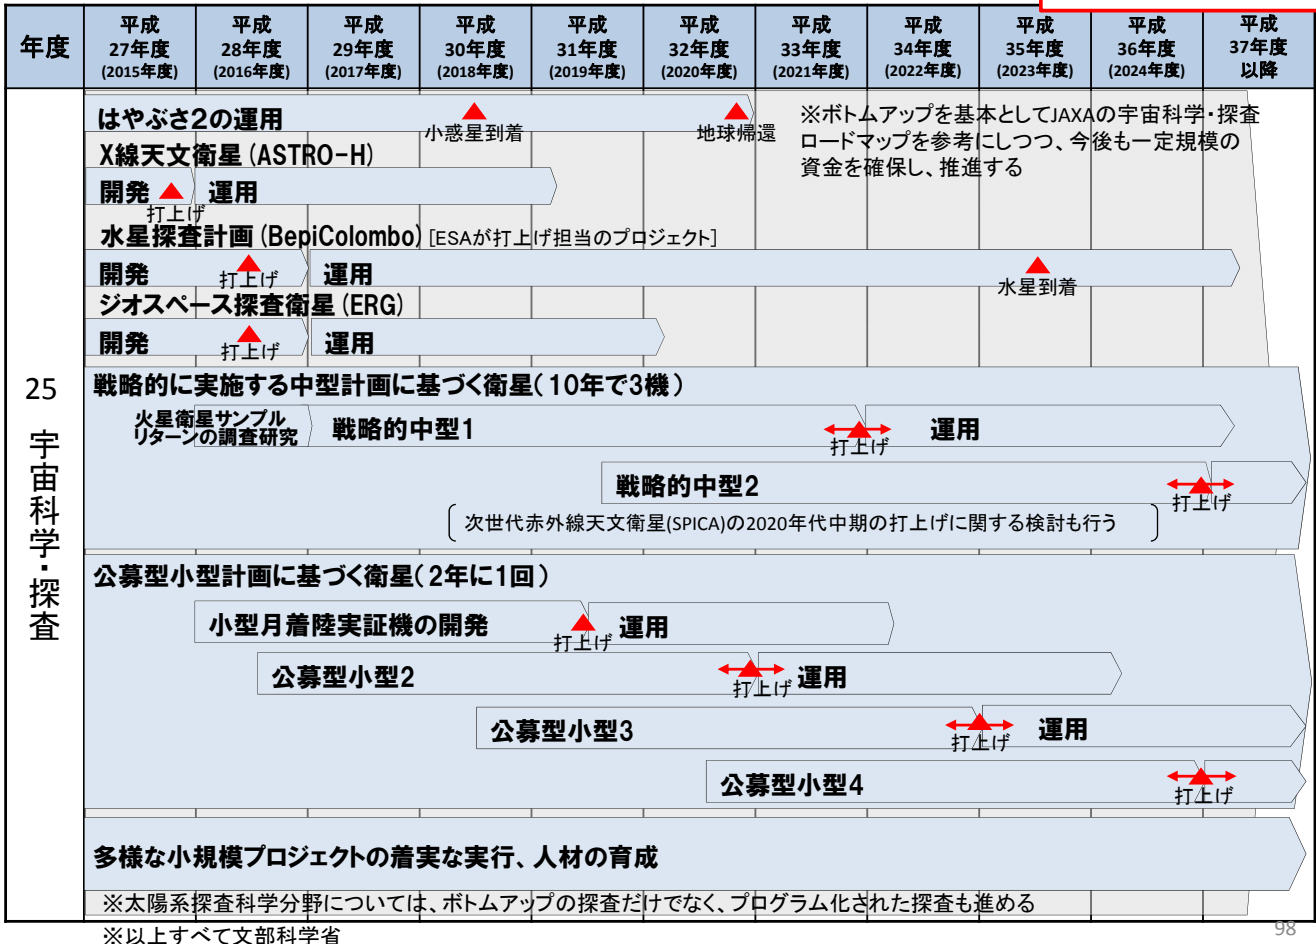 年度
平成
27年度
(2015年度)
平成
28年度
(2016年度)
平成
29年度
(2017年度)
平成
30年度
(2018年度)
平成
31年度
(2019年度)
平成
32年度
(2020年度)
平成
33年度
(2021年度)
平成
34年度
(2022年度)
平成
35年度
(2023年度)
平成
36年度
(2024年度)
平成
37年度
以降
25
宇宙科学・探査
はやぶさ2の運用
小惑星到着
地球帰還
※ボトムアップを基本としてJAXAの宇宙科学・探査
ロードマップを参考にしつつ、今後も一定規模の
資金を確保し、推進する
X線天文衛星(ASTRO-H)
開発
打上げ
運用
水星探査計画(BepiColombo) [ESAが打上げ担当のプロジェクト]
開発
打上げ
運用
水星到着
ジオスペース探査衛星(ERG)
開発
打上げ
運用
戦略的に実施する中型計画に基づく衛星(10年で3機)
火星衛星サンプル
リターンの調査研究
戦略的中型1
打上げ
運用
戦略的中型2
打上げ
次世代赤外線天文衛星(SPICA)の2020年代中期の打上げに関する検討も行う
公募型小型計画に基づく衛星(2年に1回)
小型月着陸実証機の開発
打上げ
運用
公募型小型2
打上げ
運用
公募型小型3
打上げ
運用
公募型小型4
打上げ
多様な小規模プロジェクトの着実な実行、人材の育成
※太陽系探査科学分野については、ボトムアップの探査だけでなく、プログラム化された探査も進める
※以上すべて文部科学省
98